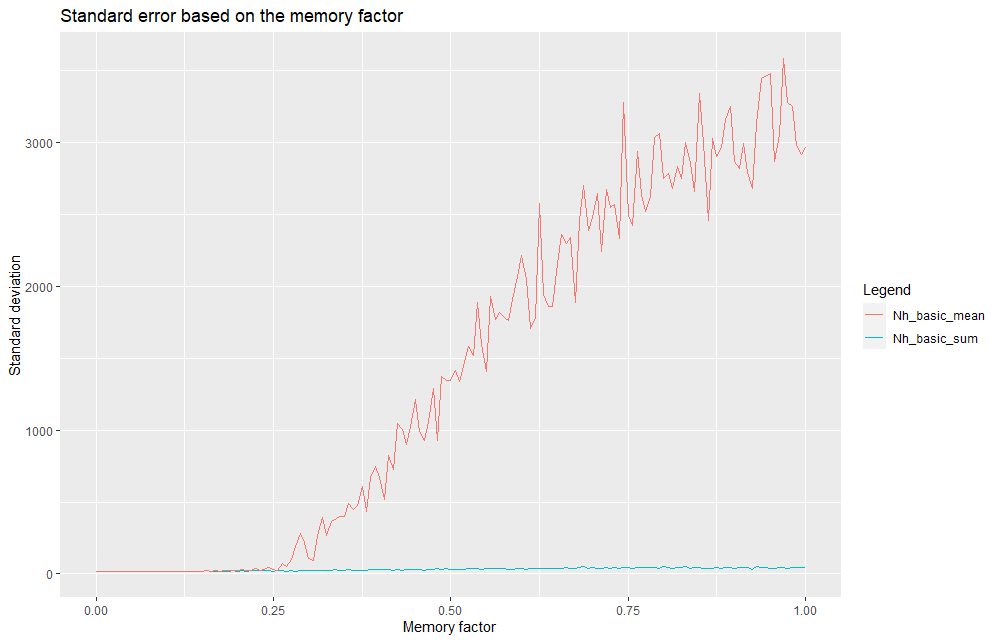 Standard error based on the memory factor
Standard deviation
3000
2000
1000
0
0.00
0.25
0.50
0.75
1.00
Memory factor
Legend
Nh_basic_mean
Nh_basic_sum